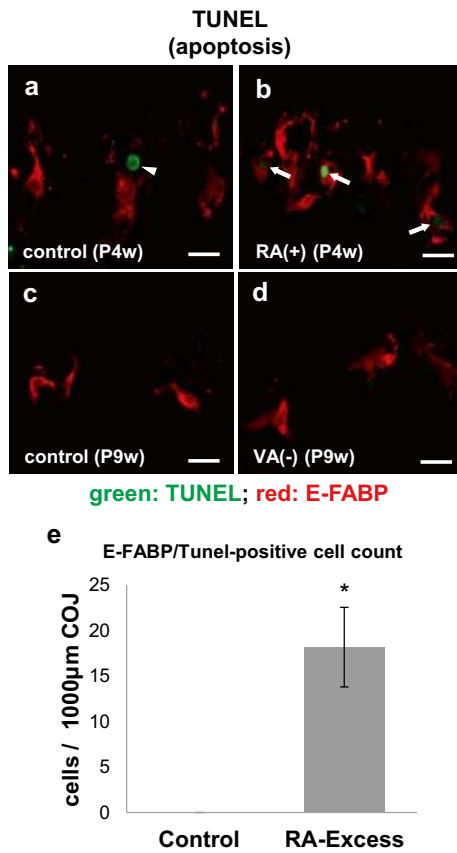 TUNEL
(apoptosis)
a
b
control (P4w)
RA(+) (P4w)
c
d
control (P9w)
VA(-) (P9w)
green: TUNEL; red: E-FABP
e
E-FABP/Tunel-positive cell count
cells / 1000µm COJ
25
20
15
10
5
0
*
Control
RA-Excess